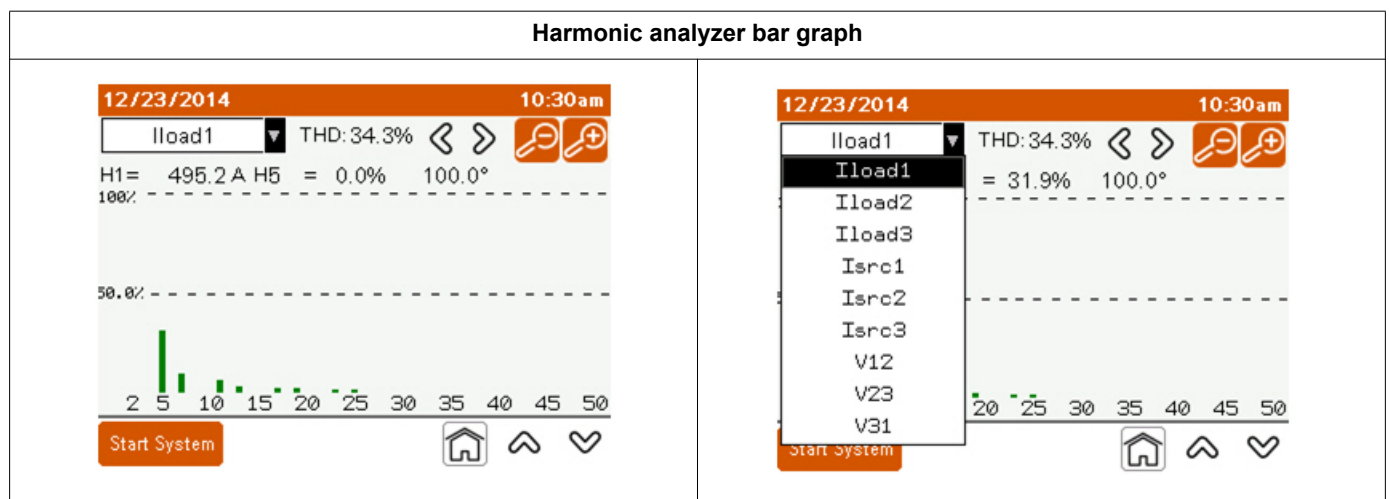 Harmonic analyzer bar graph
12/23/2014 10:30am
Iload1 THD: 34.3%
H1= 495.2 A H5 = 0.0% 100.0°
100%
50.0%
2 5 10 15 20 25 30 35 40 45 50
Start System
12/23/2014 10:30am
Iload1 THD: 34.3%
Iload1
= 31.9% 100.0°
Iload2
Iload3
Isrc1
Isrc2
Isrc3
V12
V23
20 25 30 35 40 45 50
V31
Start System